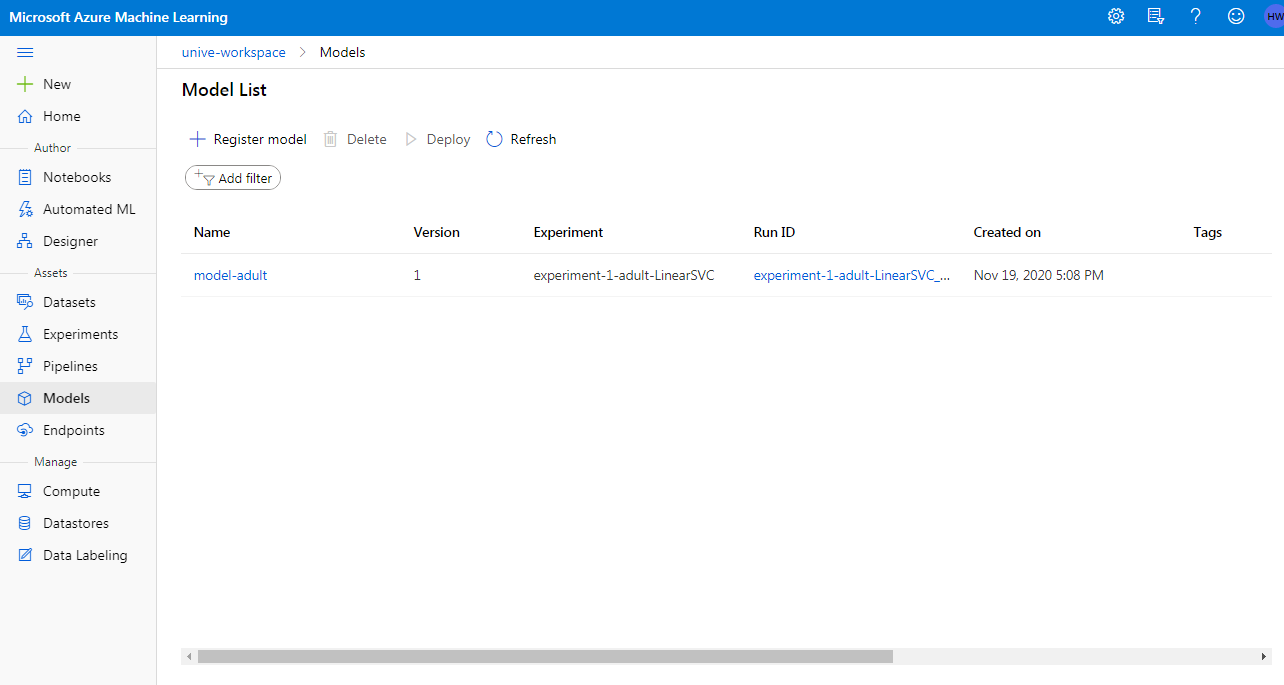 Microsoft Azure Machine Learning
HW
unive-workspace > Models
New
Home
Author
Notebooks
Automated ML
Designer
Assets
Datasets
Experiments
Pipelines
Models
Endpoints
Manage
Compute
Datastores
Data Labeling
Model List
Register model Delete Deploy Refresh
Add filter
Name Version Experiment Run ID Created on Tags
model-adult 1 experiment-1-adult-LinearSVC experiment-1-adult-LinearSVC_... Nov 19, 2020 5:08 PM